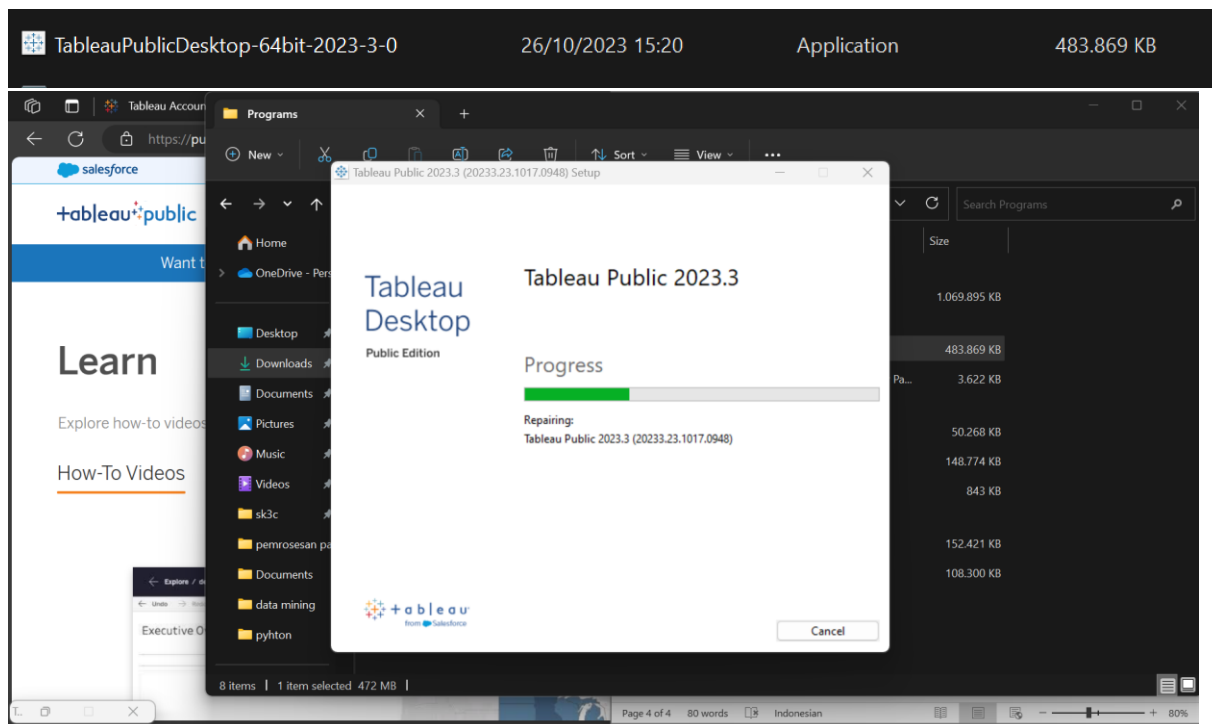 TableauPublicDesktop-64bit-2023-3-0 26/10/2023 15:20 Application 483.869 KB
Tableau Accoun
Programs
https://pu
New
Sort
View
salesforce
Tableau Public 2023.3 (20233.23.1017.0948) Setup
+ableau public
Search Programs
Want t
Home
OneDrive - Pers
Size
Tableau
Desktop
Public Edition
Tableau Public 2023.3
1.069.895 KB
Learn
Desktop
Downloads
Documents
Pictures
Music
Videos
sk3c
pemrosesan pa
Documents
data mining
pyhton
483.869 KB
Pa... 3.622 KB
Progress
Explore how-to videos
Repairing:
Tableau Public 2023.3 (20233.23.1017.0948)
50.268 KB
How-To Videos
148.774 KB
843 KB
152.421 KB
108.300 KB
Explore / de
Undo
Executive O
+ableau
from Salesforce
Cancel
8 items 1 item selected 472 MB
T..
Page 4 of 4 80 words Indonesian 80%